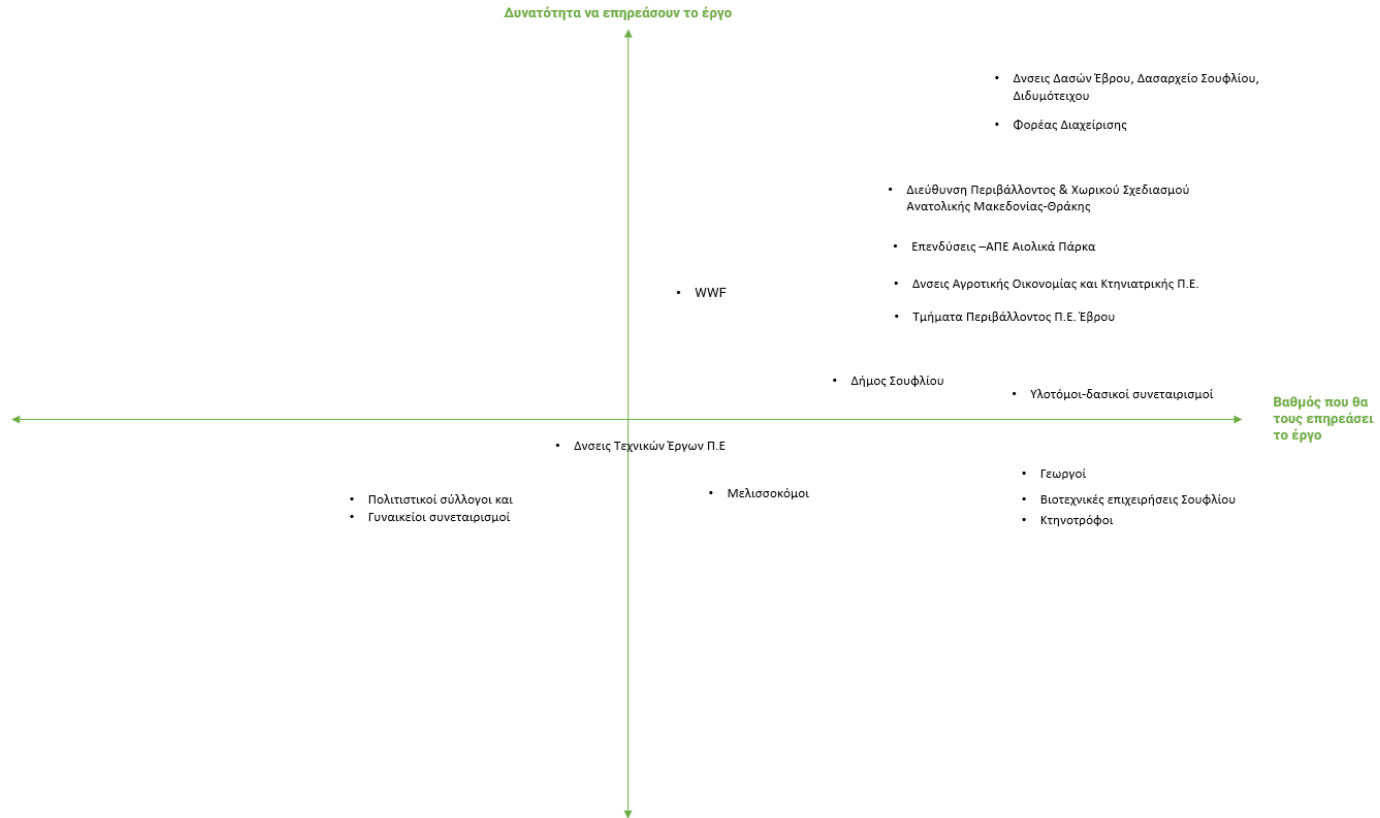 Δυνατότητα να επηρεάσουν το έργο
• Δνσεις Δασών Έβρου, Δασαρχείο Σουφλίου,
Διδυμότειχου
• Φορέας Διαχείρισης
• Διεύθυνση Περιβάλλοντος & Χωρικού Σχεδιασμού
Ανατολικής Μακεδονίας-Θράκης
• Επενδύσεις –ΑΠΕ Αιολικά Πάρκα
• Δνσεις Αγροτικής Οικονομίας και Κτηνιατρικής Π.Ε.
• WWF
• Τμήματα Περιβάλλοντος Π.Ε. Έβρου
• Δήμος Σουφλίου
• Υλοτόμοι-δασικοί συνεταιρισμοί
Βαθμός που θα
τους επηρεάσει
το έργο
• Δνσεις Τεχνικών Έργων Π.Ε
• Γεωργοί
• Μελισσοκόμοι
• Πολιτιστικοί σύλλογοι και
• Γυναικείοι συνεταιρισμοί
• Βιοτεχνικές επιχειρήσεις Σουφλίου
• Κτηνοτρόφοι